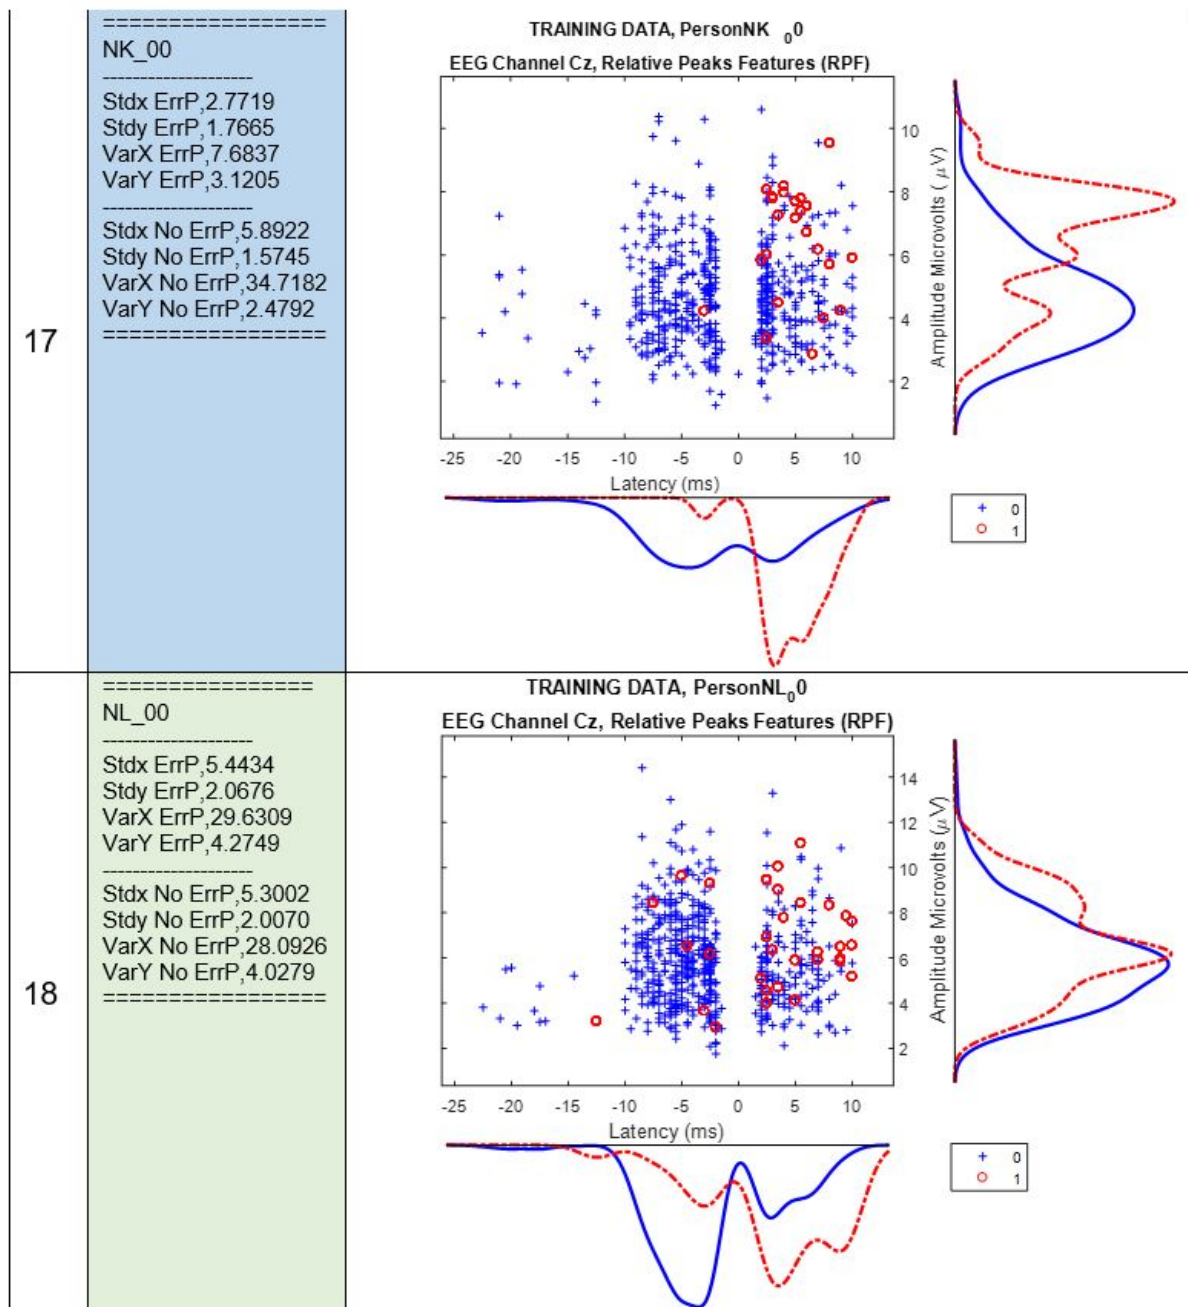 17
====================
NK_00
--------------------
Stdx ErrP,2.7719
Stdy ErrP,1.7665
VarX ErrP,7.6837
VarY ErrP,3.1205
--------------------
Stdx No ErrP,5.8922
Stdy No ErrP,1.5745
VarX No ErrP,34.7182
VarY No ErrP,2.4792
====================
TRAINING DATA, PersonNK 00
EEG Channel Cz, Relative Peaks Features (RPF)
10
8
6
4
2
Amplitude Microvolts ( μV)
-25 -20 -15 -10 -5 0 5 10
Latency (ms)
+ 0
o 1
18
===================
NL_00
--------------------
Stdx ErrP,5.4434
Stdy ErrP,2.0676
VarX ErrP,29.6309
VarY ErrP,4.2749
--------------------
Stdx No ErrP,5.3002
Stdy No ErrP,2.0070
VarX No ErrP,28.0926
VarY No ErrP,4.0279
====================
TRAINING DATA, PersonNL00
EEG Channel Cz, Relative Peaks Features (RPF)
14
12
10
8
6
4
2
Amplitude Microvolts (μV)
-25 -20 -15 -10 -5 0 5 10
Latency (ms)
+ 0
o 1